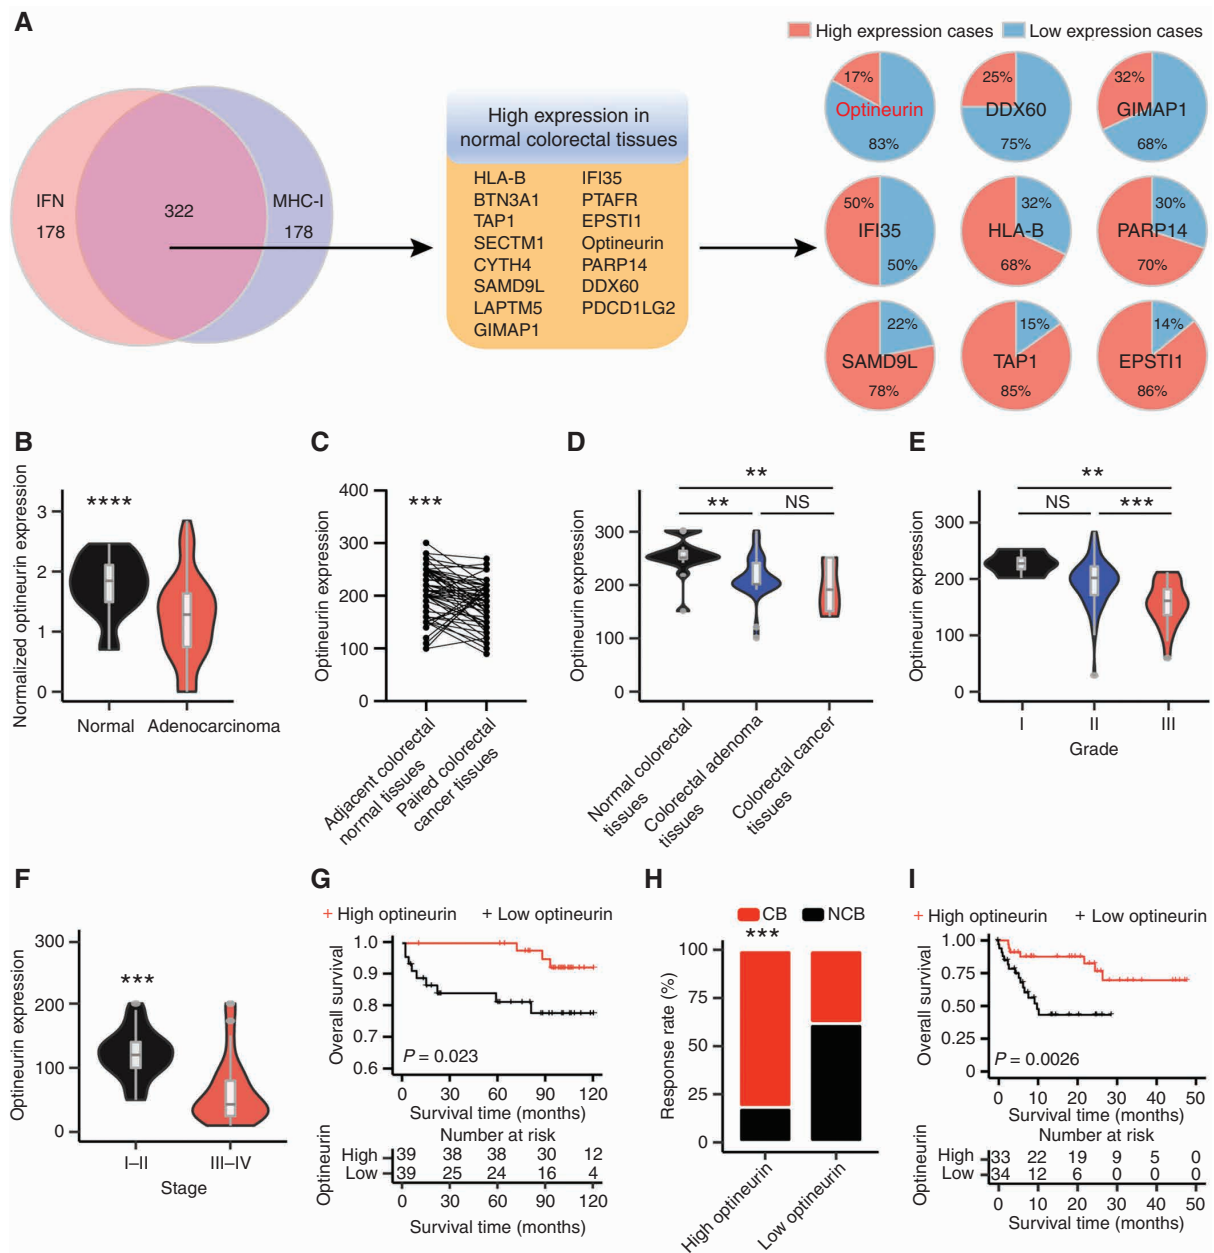 A
High expression cases
Low expression cases
IFN
178
322
MHC-I
178
High expression in
normal colorectal tissues
HLA-B
BTN3A1
TAP1
SECTM1
CYTH4
SAMD9L
LAPTM5
GIMAP1
IFI35
PTAFR
EPSTI1
Optineurin
PARP14
DDX60
PDCD1LG2
17%
Optineurin
83%
25%
DDX60
75%
32%
GIMAP1
68%
50%
IFI35
50%
32%
HLA-B
68%
30%
PARP14
70%
22%
SAMD9L
78%
15%
TAP1
85%
14%
EPSTI1
86%
B
Normalized optineurin expression
3
2
1
0
****
Normal
Adenocarcinoma
C
Optineurin expression
400
300
200
100
0
***
Adjacent colorectal
normal tissues
Paired colorectal
cancer tissues
D
Optineurin expression
300
200
100
0
**
**
NS
Normal colorectal
tissues
Colorectal adenoma
tissues
Colorectal cancer
tissues
E
Optineurin expression
300
200
100
0
**
NS
***
I
II
III
Grade
F
Optineurin expression
300
200
100
0
***
I–II
III–IV
Stage
G
+ High optineurin
+ Low optineurin
Overall survival
1.0
0.9
0.8
0.7
0.6
P = 0.023
0 30 60 90 120
Survival time (months)
Number at risk
Optineurin
High 39 38 38 30 12
Low 39 25 24 16 4
0 30 60 90 120
Survival time (months)
H
CB
NCB
***
Response rate (%)
100
75
50
25
0
High optineurin
Low optineurin
I
+ High optineurin
+ Low optineurin
Overall survival
1.00
0.75
0.50
0.25
0
P = 0.0026
0 10 20 30 40 50
Survival time (months)
Number at risk
Optineurin
High 33 22 19 9 5 0
Low 34 12 6 0 0 0
0 10 20 30 40 50
Survival time (months)